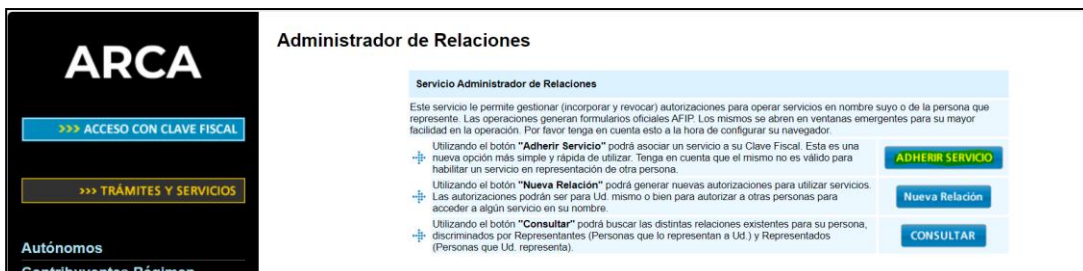 ARCA
>>> ACCESO CON CLAVE FISCAL
>>> TRÁMITES Y SERVICIOS
Autónomos
Contribuyentes Régimen
Administrador de Relaciones
Servicio Administrador de Relaciones
Este servicio le permite gestionar (incorporar y revocar) autorizaciones para operar servicios en nombre suyo o de la persona que
represente. Las operaciones generan formularios oficiales AFIP. Los mismos se abren en ventanas emergentes para su mayor
facilidad en la operación. Por favor tenga en cuenta esto a la hora de configurar su navegador.
Utilizando el botón "Adherir Servicio" podrá asociar un servicio a su Clave Fiscal. Esta es una
nueva opción más simple y rápida de utilizar. Tenga en cuenta que el mismo no es válido para
habilitar un servicio en representación de otra persona.
ADHERIR SERVICIO
Utilizando el botón "Nueva Relación" podrá generar nuevas autorizaciones para utilizar servicios.
Las autorizaciones podrán ser para Ud. mismo o bien para autorizar a otras personas para
acceder a algún servicio en su nombre.
Nueva Relación
Utilizando el botón "Consultar" podrá buscar las distintas relaciones existentes para su persona,
discriminados por Representantes (Personas que lo representan a Ud.) y Representados
(Personas que Ud. representa).
CONSULTAR